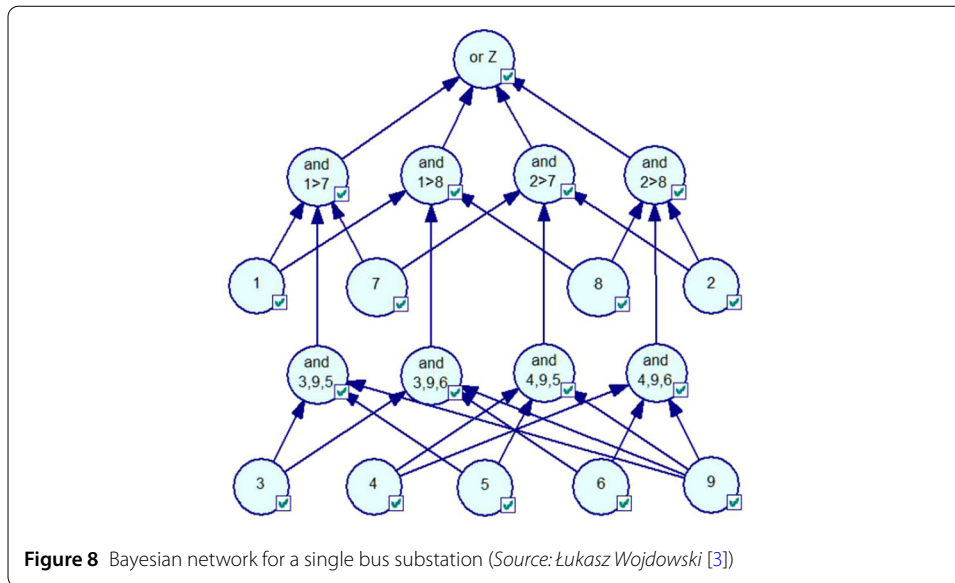 or Z
and
1>7
and
1>8
and
2>7
and
2>8
1
7
8
2
and
3,9,5
and
3,9,6
and
4,9,5
and
4,9,6
3
4
5
6
9
Figure 8 Bayesian network for a single bus substation (Source: Łukasz Wojdowski [3])